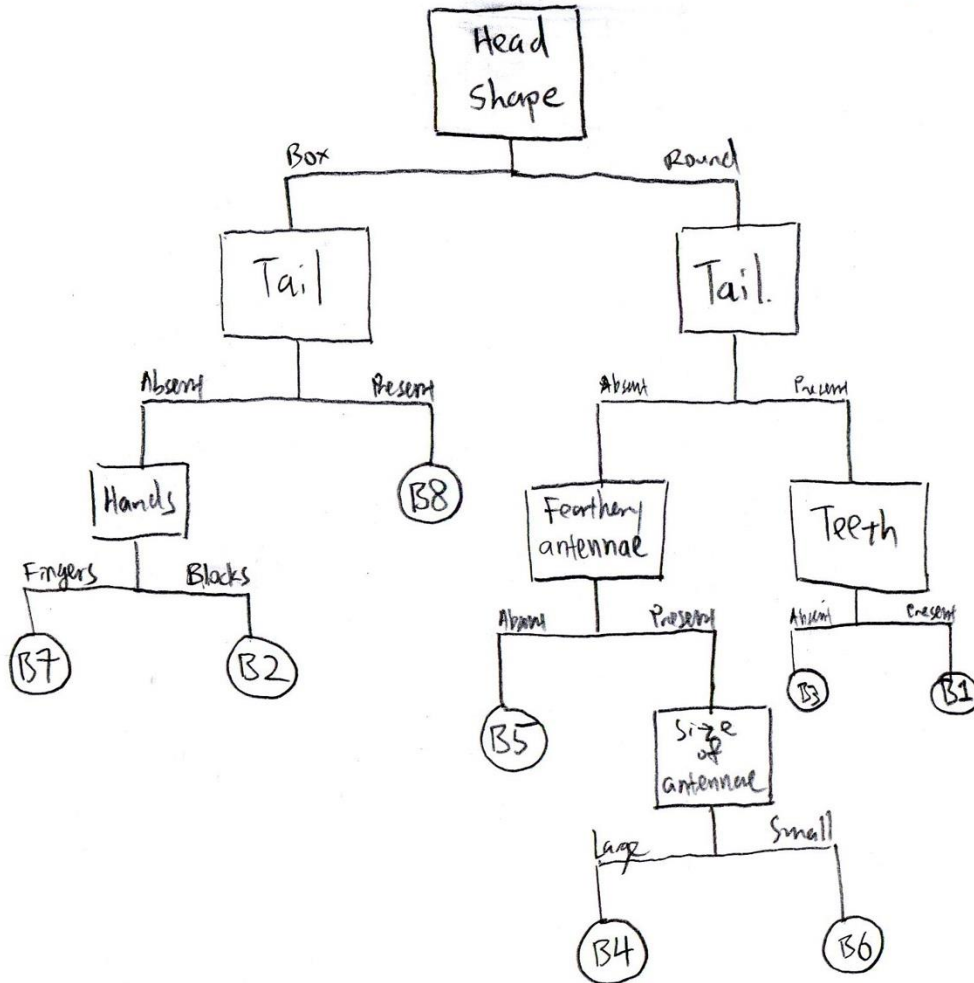 Head
Shape
Box
Round
Tail
Tail.
Absent
Present
Absent
Present
Hands
B8
Feathery
antennae
Teeth
Fingers
Blocks
Absent
Present
Absent
Present
B7
B2
B5
Size
of
antennae
B3
B1
Large
Small
B4
B6